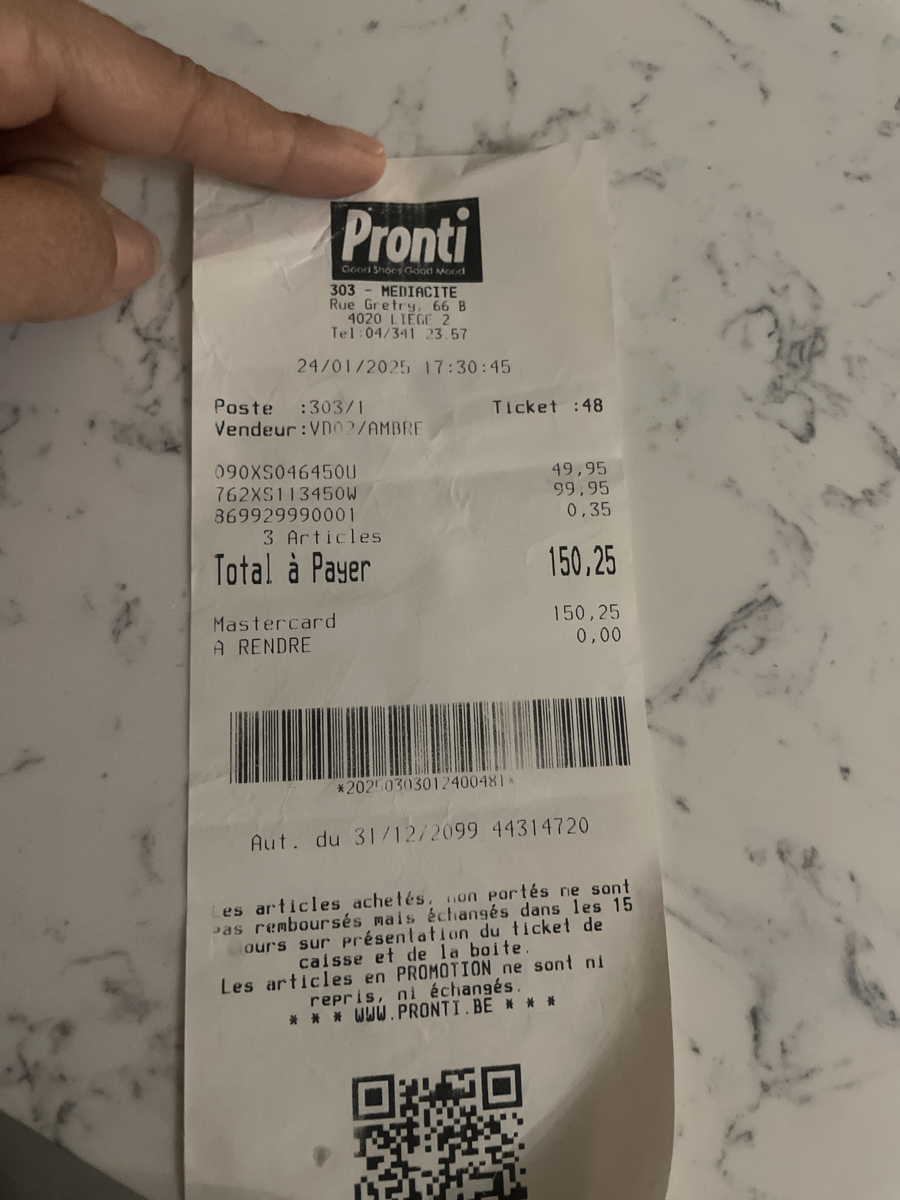 Pronti
Good Shoes Good Mood
303 - MEDIACITE
Rue Gretry, 66 B
4020 LIEGE 2
Tel:04/341 23.57
24/01/2025 17:30:45
Poste :303/1 Ticket :48
Vendeur:VD02/AMBRE
090XS046450U 49,95
762XS113450W 99,95
869929990001 0,35
3 Articles
Total à Payer 150,25
Mastercard 150,25
A RENDRE 0,00
*20250303012400481*
Aut. du 31/12/2099 44314720
Les articles achetés, non portés ne sont
pas remboursés mais échangés dans les 15
jours sur présentation du ticket de
caisse et de la boite.
Les articles en PROMOTION ne sont ni
repris, ni échangés.
* * * WWW.PRONTI.BE * * *